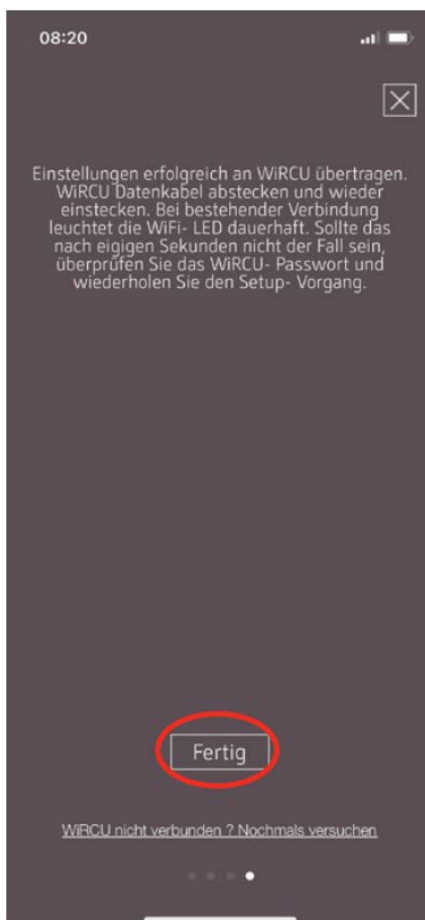 08:20
Einstellungen erfolgreich an WiRCU übertragen.
WiRCU Datenkabel abstecken und wieder
einstecken. Bei bestehender Verbindung
leuchtet die WiFi- LED dauerhaft. Sollte das
nach eigigen Sekunden nicht der Fall sein,
überprüfen Sie das WiRCU- Passwort und
wiederholen Sie den Setup- Vorgang.
Fertig
WiRCU nicht verbunden ? Nochmals versuchen